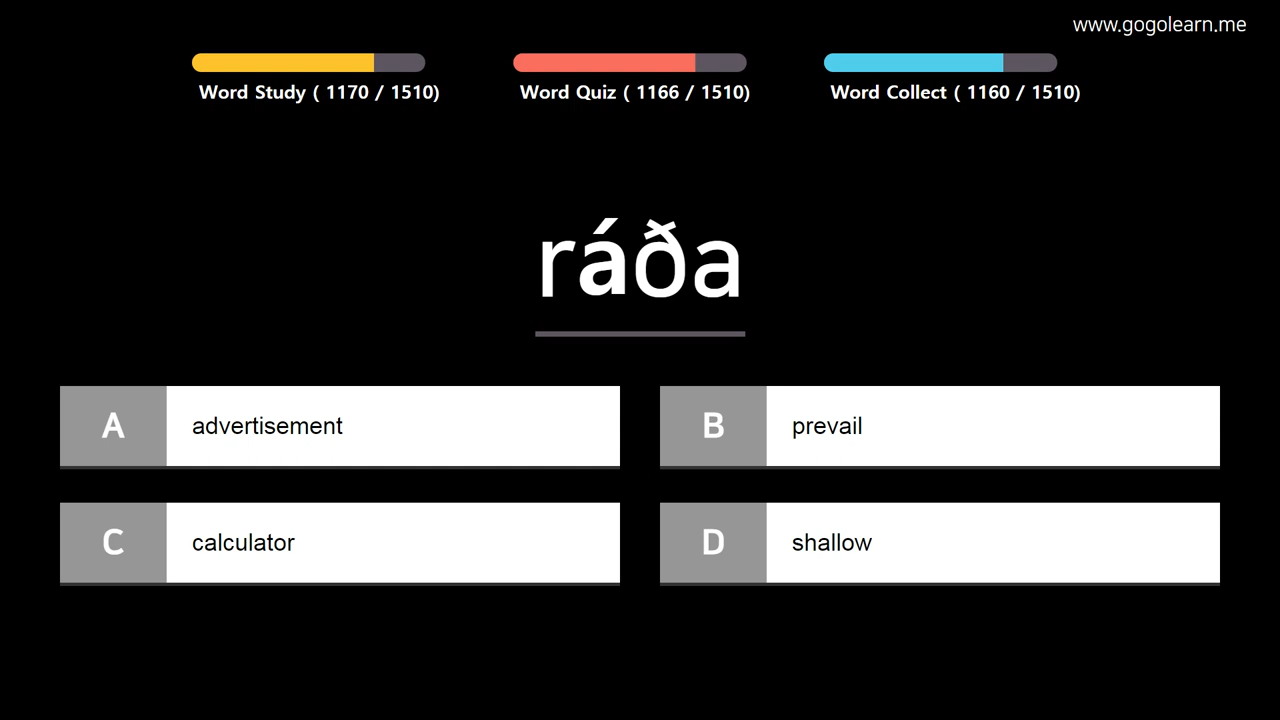 www.gogolearn.me
Word Study ( 1170 / 1510)
Word Quiz ( 1166 / 1510)
Word Collect ( 1160 / 1510)
ráða
A advertisement
B prevail
C calculator
D shallow